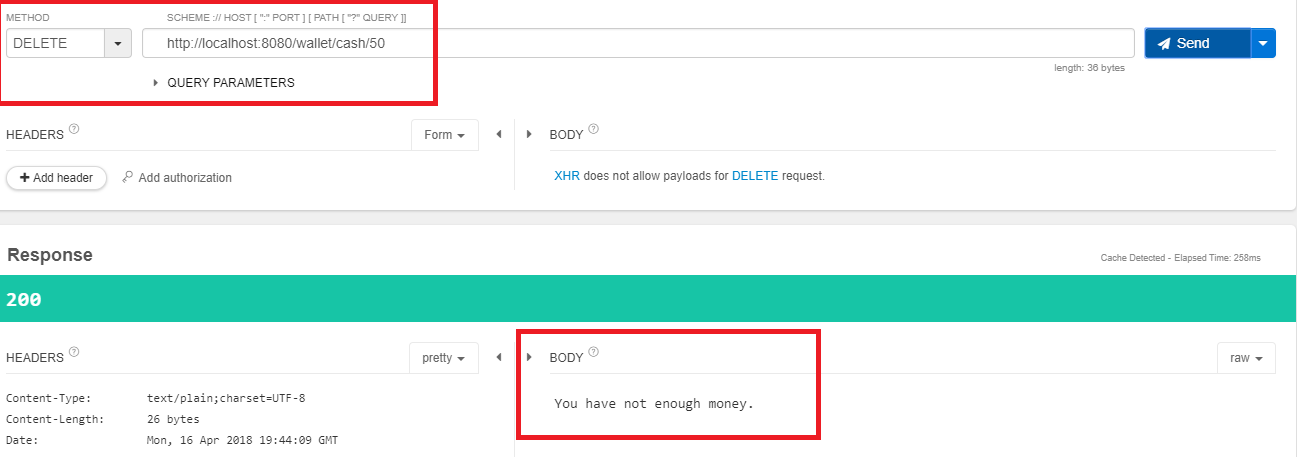 METHOD SCHEME :// HOST [ ":" PORT ] [ PATH [ "?" QUERY ]]
DELETE http://localhost:8080/wallet/cash/50 Send
length: 36 bytes
QUERY PARAMETERS
HEADERS ? Form BODY ?
+ Add header Add authorization XHR does not allow payloads for DELETE request.
Response Cache Detected - Elapsed Time: 258ms
200
HEADERS ? pretty BODY ? raw
Content-Type: text/plain;charset=UTF-8 You have not enough money.
Content-Length: 26 bytes
Date: Mon, 16 Apr 2018 19:44:09 GMT